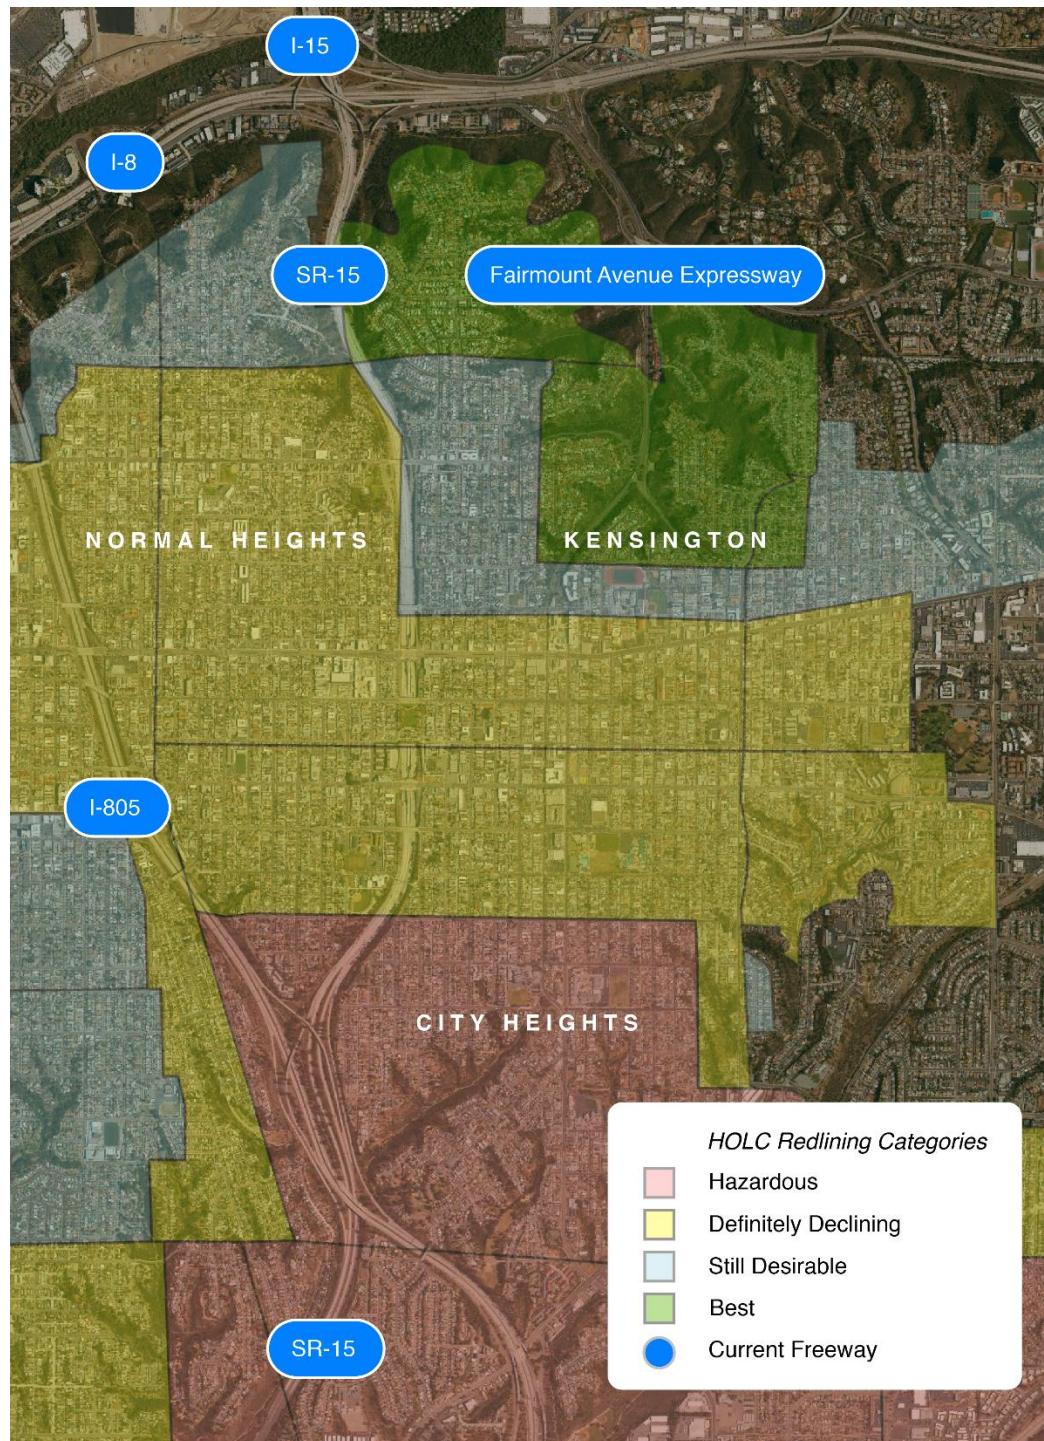 I-15
I-8
SR-15
Fairmount Avenue Expressway
NORMAL HEIGHTS
KENSINGTON
I-805
CITY HEIGHTS
HOLC Redlining Categories
Hazardous
Definitely Declining
Still Desirable
Best
Current Freeway
SR-15